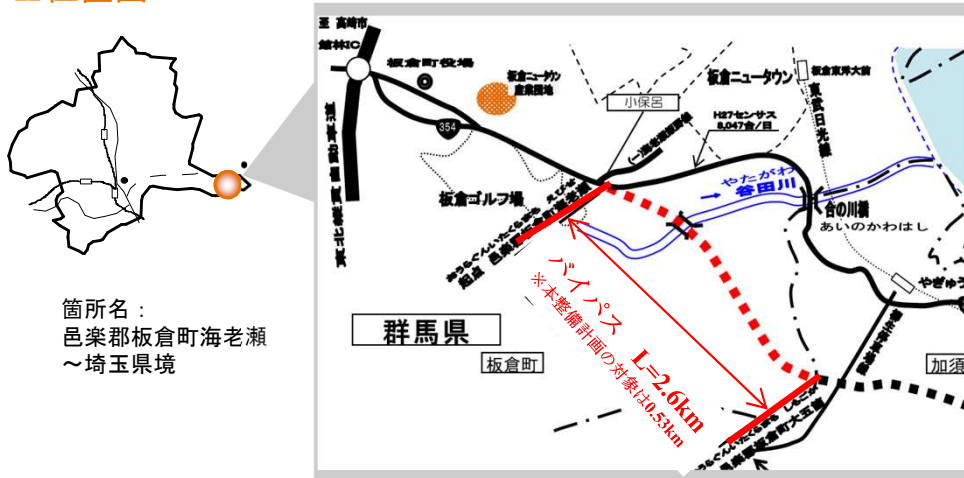 至 高崎市
館林IC
板倉町役場
板倉ニュータウン
産業団地
小保呂
354
板倉ニュータウン
板倉東洋大前
東武日光線
H27センサス
8,047台/日
東北縦貫自動車道
板倉ゴルフ場
やたがわ
谷田川
合の川橋
あいのかわはし
やぎゅう
バイパス L=2.6km
※本整備計画の対象は0.53km
箇所名：
邑楽郡板倉町海老瀬
～埼玉県境
群馬県
板倉町
加須